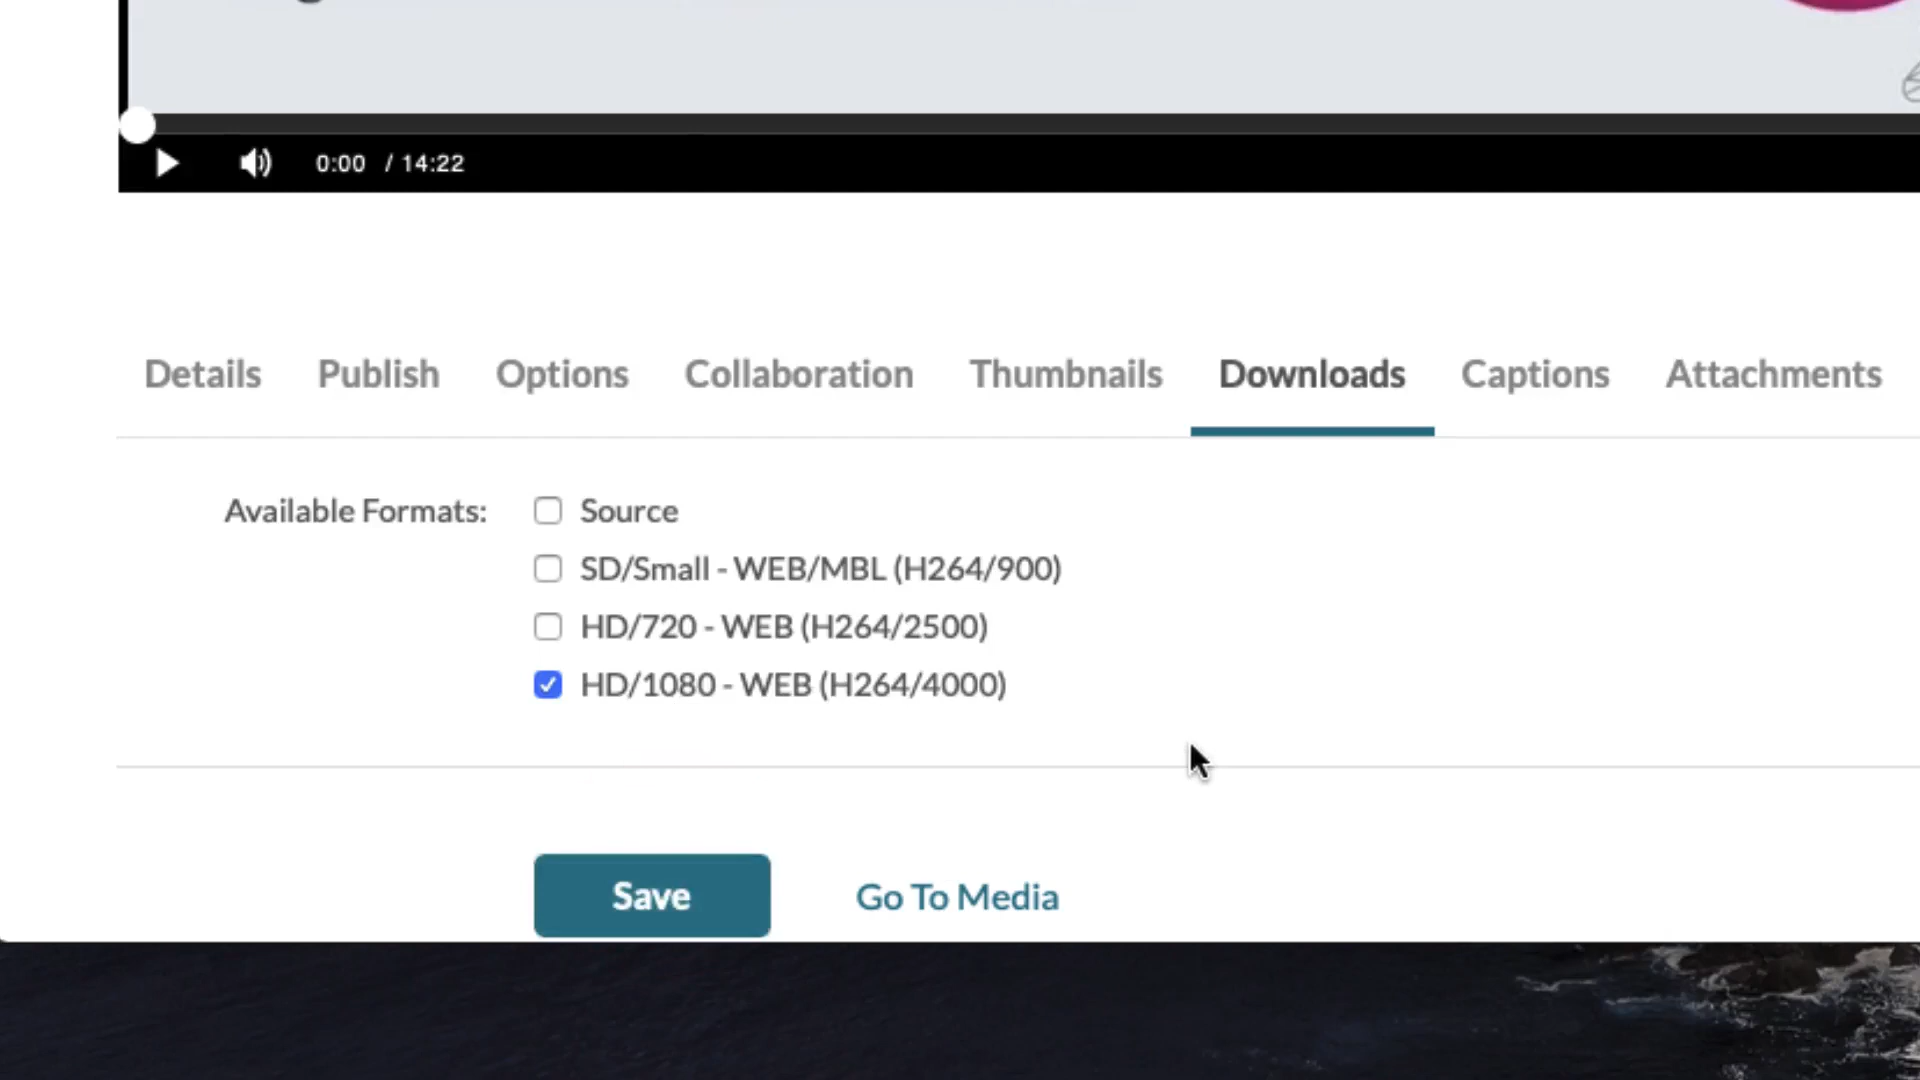 0:00 / 14:22
Details Publish Options Collaboration Thumbnails Downloads Captions Attachments
Available Formats: Source
SD/Small - WEB/MBL (H264/900)
HD/720 - WEB (H264/2500)
HD/1080 - WEB (H264/4000)
Save Go To Media